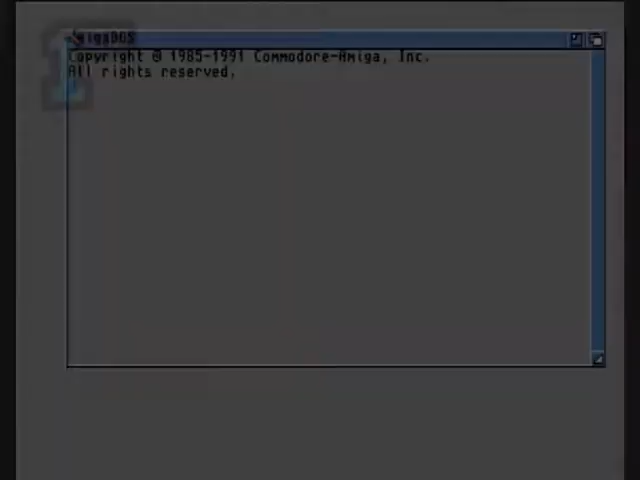 AmigaDOS
Copyright © 1985-1991 Commodore-Amiga, Inc.
All rights reserved.